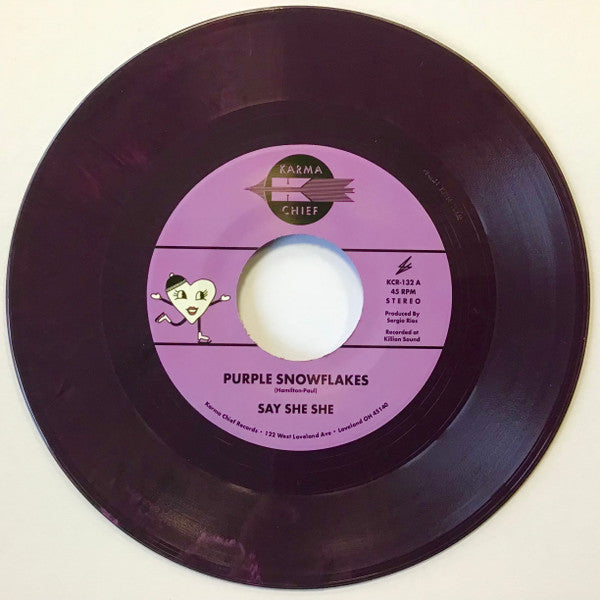 KARMA
K
CHIEF
KCR-132 A
45 RPM
STEREO
Produced By
Sergio Rios
Recorded at
Killion Sound
PURPLE SNOWFLAKES
(Hamilton-Paul)
SAY SHE SHE
Karma Chief Records • 122 West Loveland Ave • Loveland OH 45140